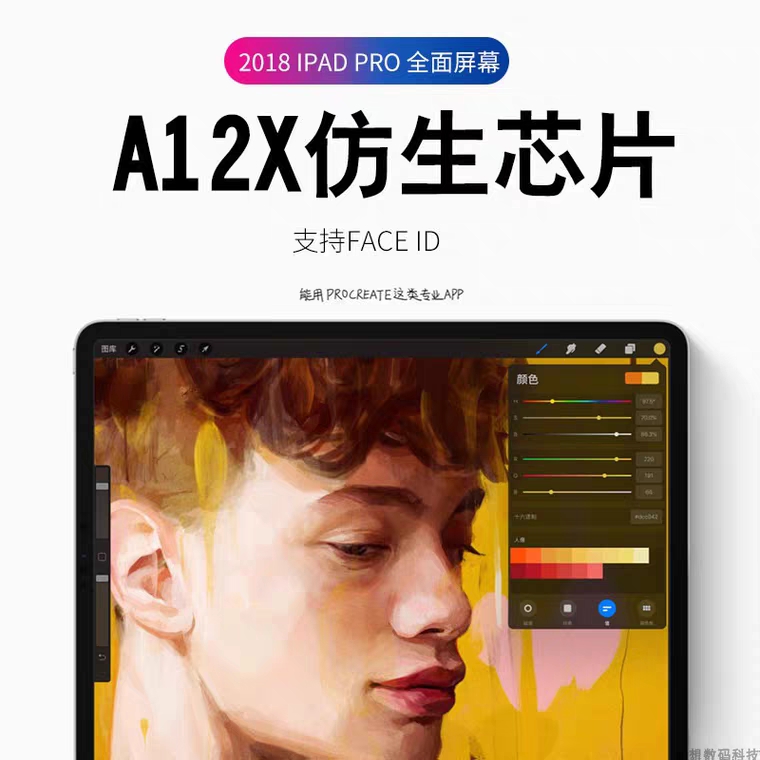 2018 IPAD PRO 全面屏幕
A12X仿生芯片
支持FACE ID
能用PROCREATE这类专业APP
图库
S
颜色
H
S
B
R
G
B
十六进制
人像
想数码科技